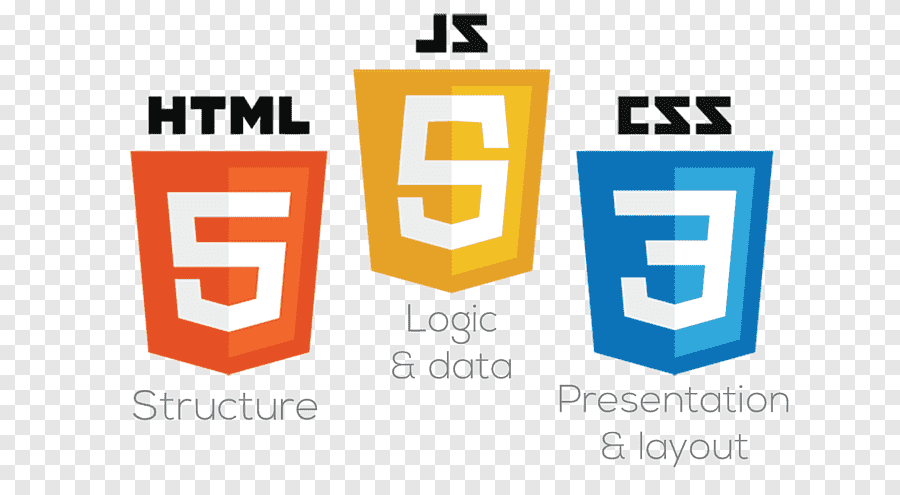 HTML
5
Structure
JS
5
Logic
& data
CSS
3
Presentation
& layout